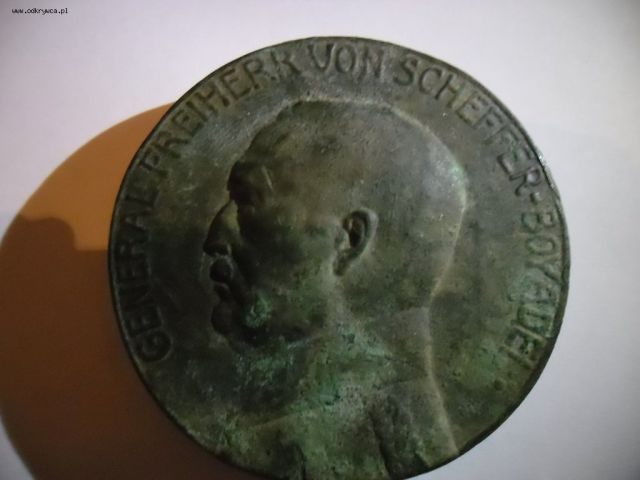 www.odkrywca.pl
GENERAL FREIHERR VON SCHEFFER-BOYADEL